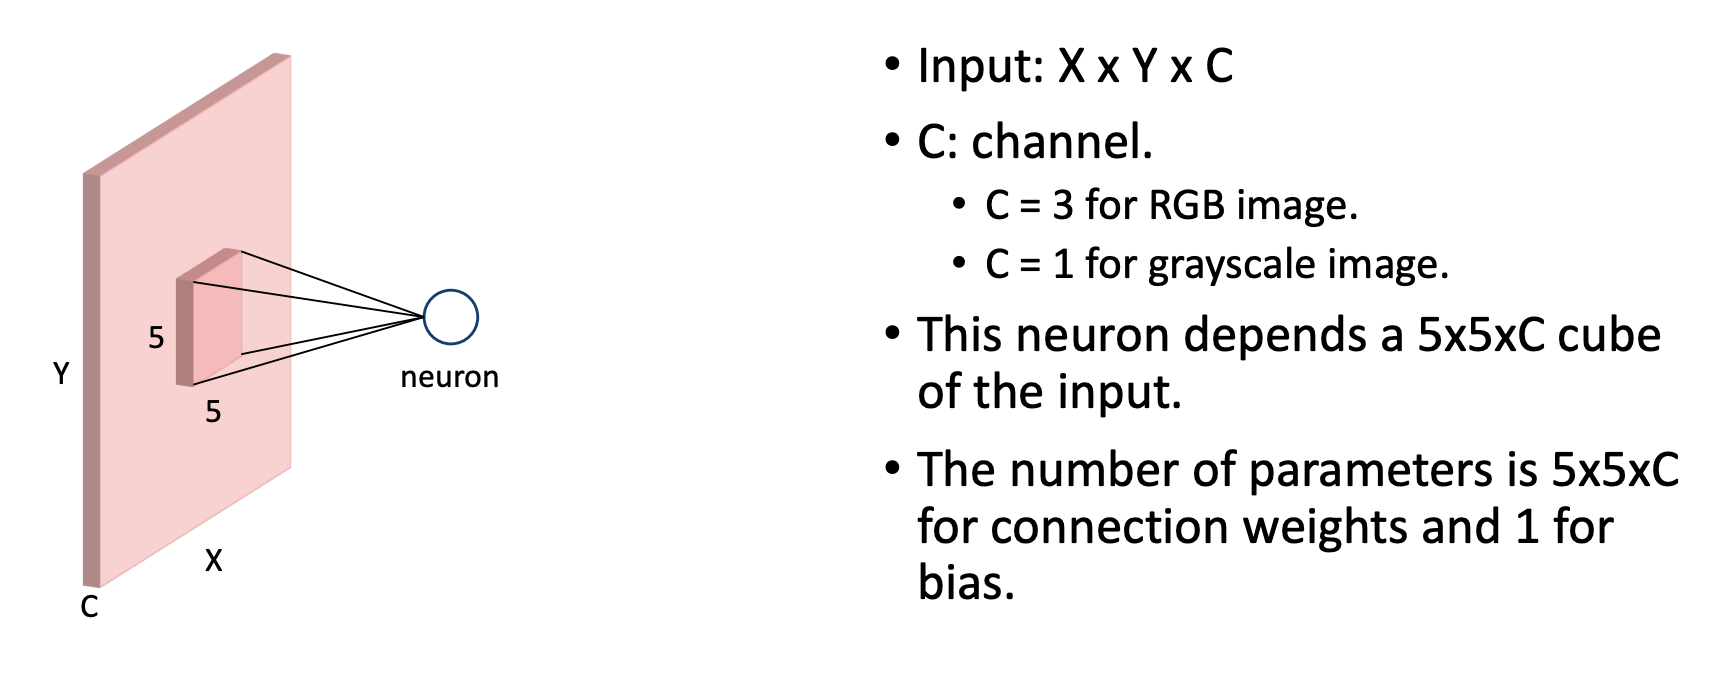 5
5
Y
X
C
neuron
• Input: X x Y x C
• C: channel.
• C = 3 for RGB image.
• C = 1 for grayscale image.
• This neuron depends a 5x5xC cube
of the input.
• The number of parameters is 5x5xC
for connection weights and 1 for
bias.